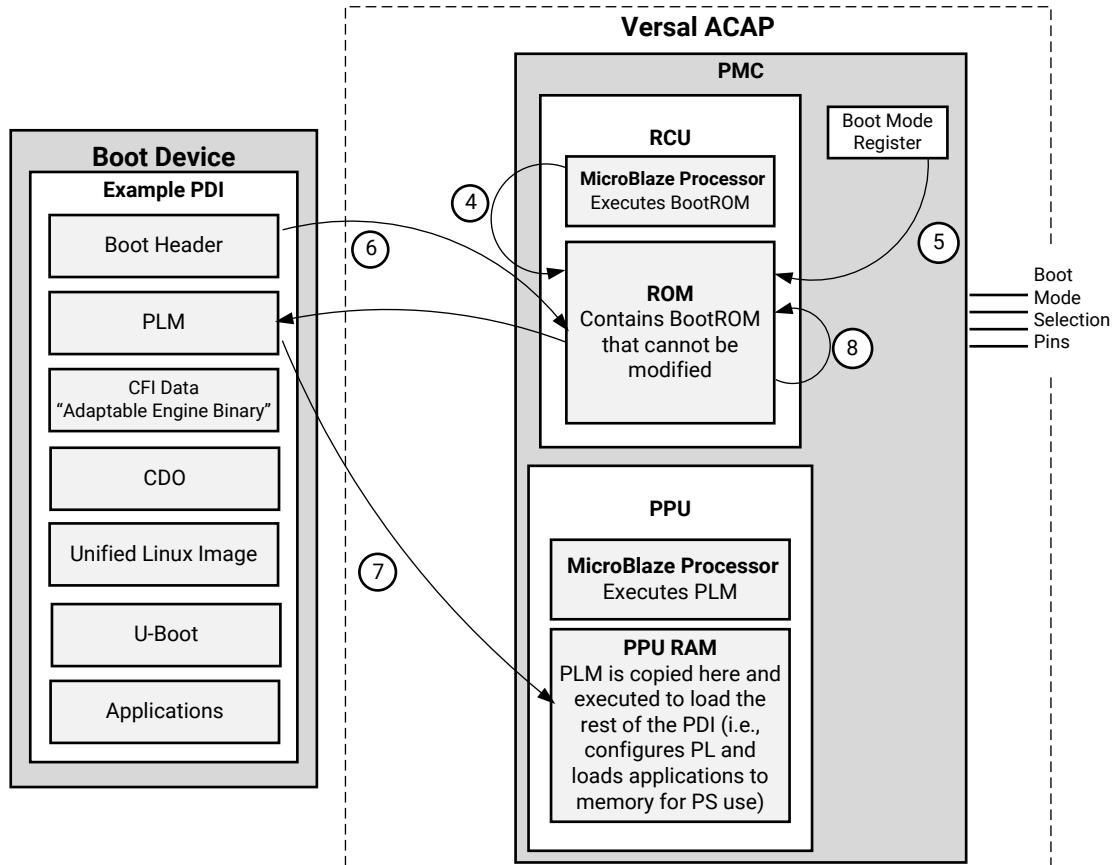 Versal ACAP
PMC
RCU
MicroBlaze Processor
Executes BootROM
ROM
Contains BootROM
that cannot be
modified
Boot Mode
Register
Boot Device
Example PDI
Boot Header
PLM
CFI Data
“Adaptable Engine Binary”
CDO
Unified Linux Image
U-Boot
Applications
4
5
6
7
8
Boot
Mode
Selection
Pins
PPU
MicroBlaze Processor
Executes PLM
PPU RAM
PLM is copied here and
executed to load the
rest of the PDI (i.e.,
configures PL and
loads applications to
memory for PS use)